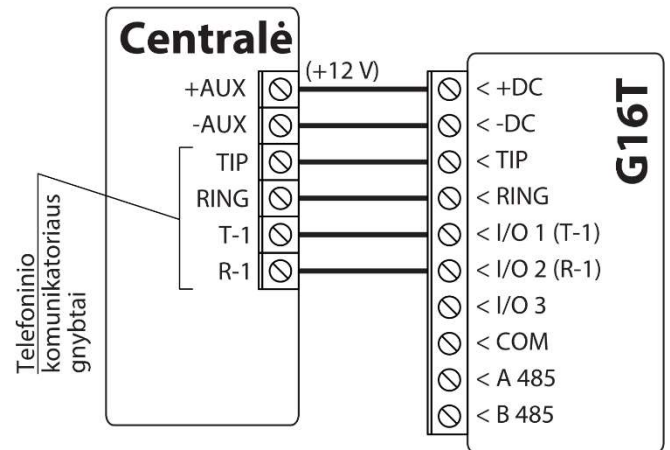 Centralė
+AUX
-AUX
TIP
RING
T-1
R-1
Telefoninio
komunikatoriaus
gnybtai
(+12 V)
< +DC
< -DC
< TIP
< RING
< I/O 1 (T-1)
< I/O 2 (R-1)
< I/O 3
< COM
< A 485
< B 485
G16T